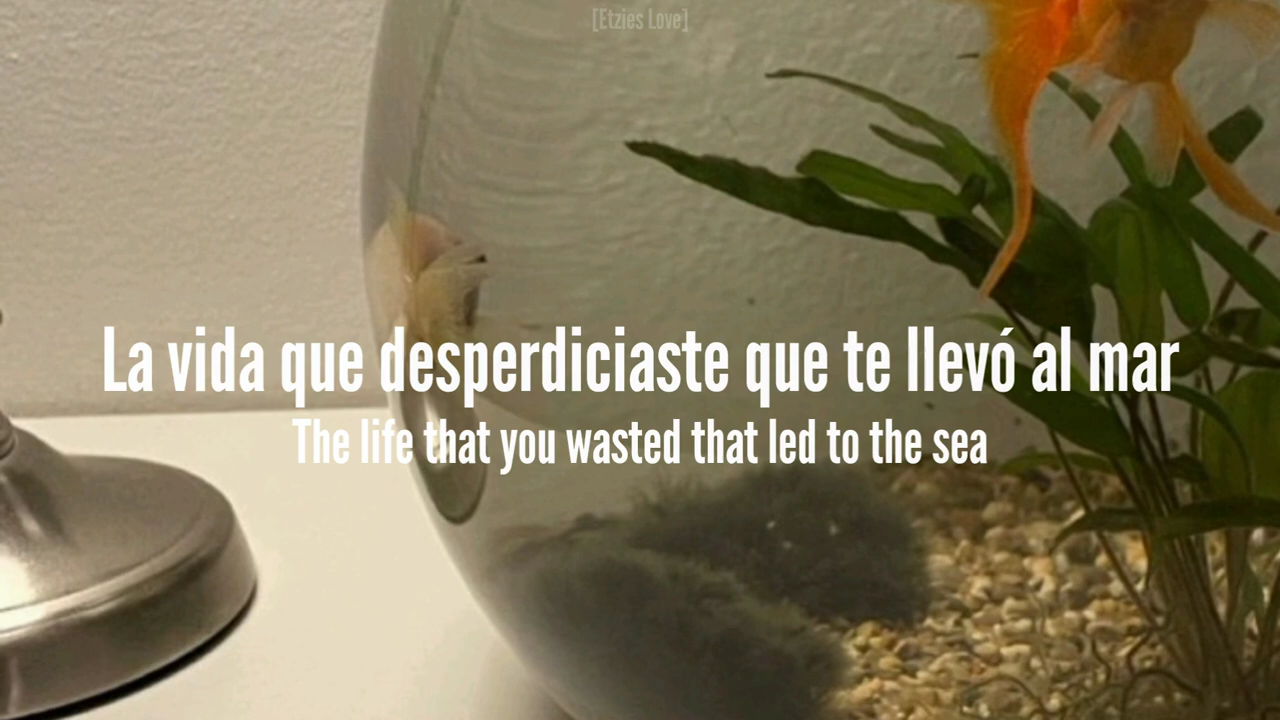 [Etzies Love]
La vida que desperdiciaste que te llevó al mar
The life that you wasted that led to the sea